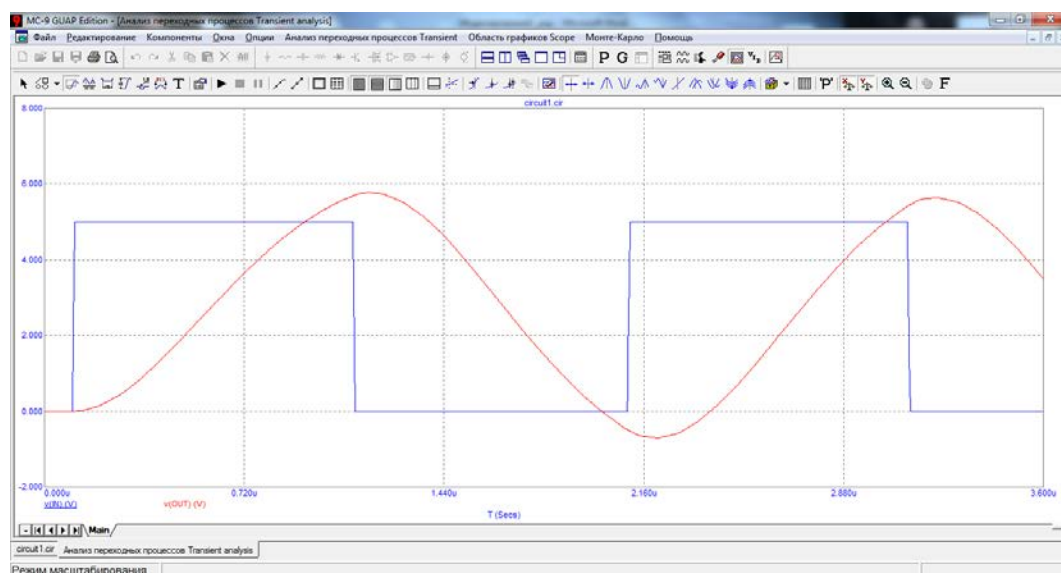 MC-9 GUAP Edition - [Анализ переходных процессов Transient analysis]
Файл Редактирование Компоненты Окна Опции Анализ переходных процессов Transient Область графиков Scope Монте-Карло Помощь
T P G 'P' F
circuit1.cir
8.000
6.000
4.000
2.000
0.000
-2.000
0.000u 0.720u 1.440u 2.160u 2.880u 3.600u
v(IN) (V) v(OUT) (V)
T (Secs)
Main
circuit1.cir Анализ переходных процессов Transient analysis
Режим масштабирования